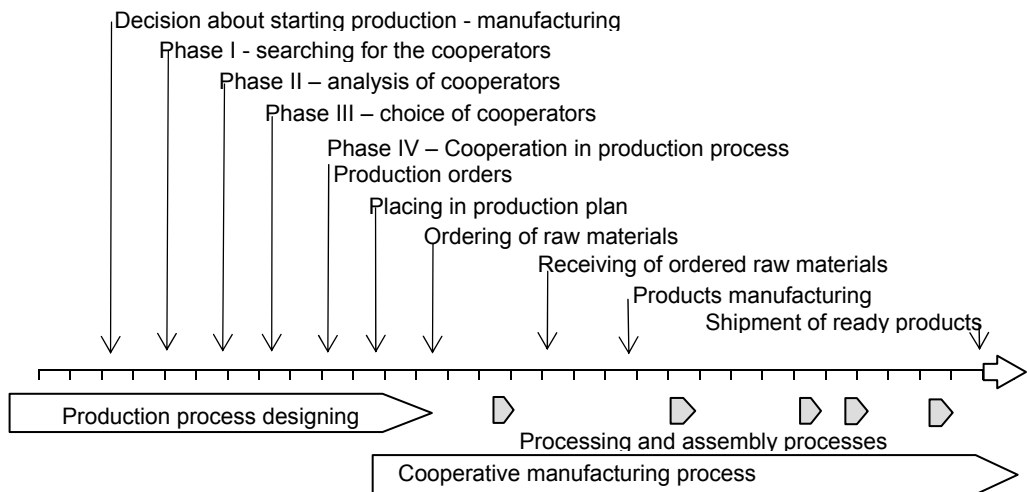 Decision about starting production - manufacturing
Phase I - searching for the cooperators
Phase II – analysis of cooperators
Phase III – choice of cooperators
Phase IV – Cooperation in production process
Production orders
Placing in production plan
Ordering of raw materials
Receiving of ordered raw materials
Products manufacturing
Shipment of ready products
Production process designing
Processing and assembly processes
Cooperative manufacturing process